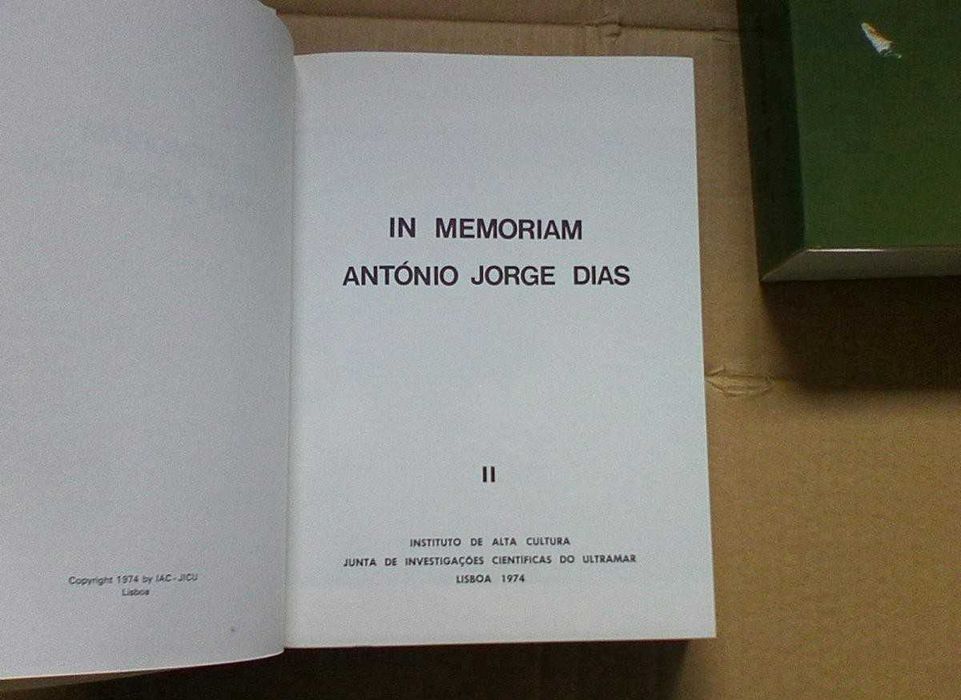 Copyright 1974 by IAC-JICU
Lisboa
IN MEMORIAM
ANTÓNIO JORGE DIAS
II
INSTITUTO DE ALTA CULTURA
JUNTA DE INVESTIGAÇÕES CIENTÍFICAS DO ULTRAMAR
LISBOA 1974